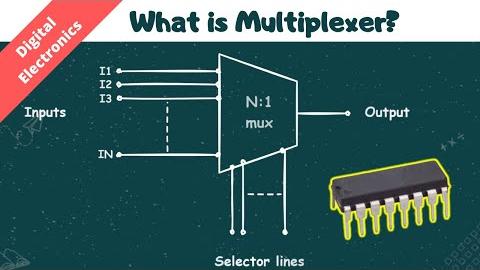 Digital
Electronics
What is Multiplexer?
I1
I2
I3
Inputs
N:1
mux
Output
IN
Selector lines